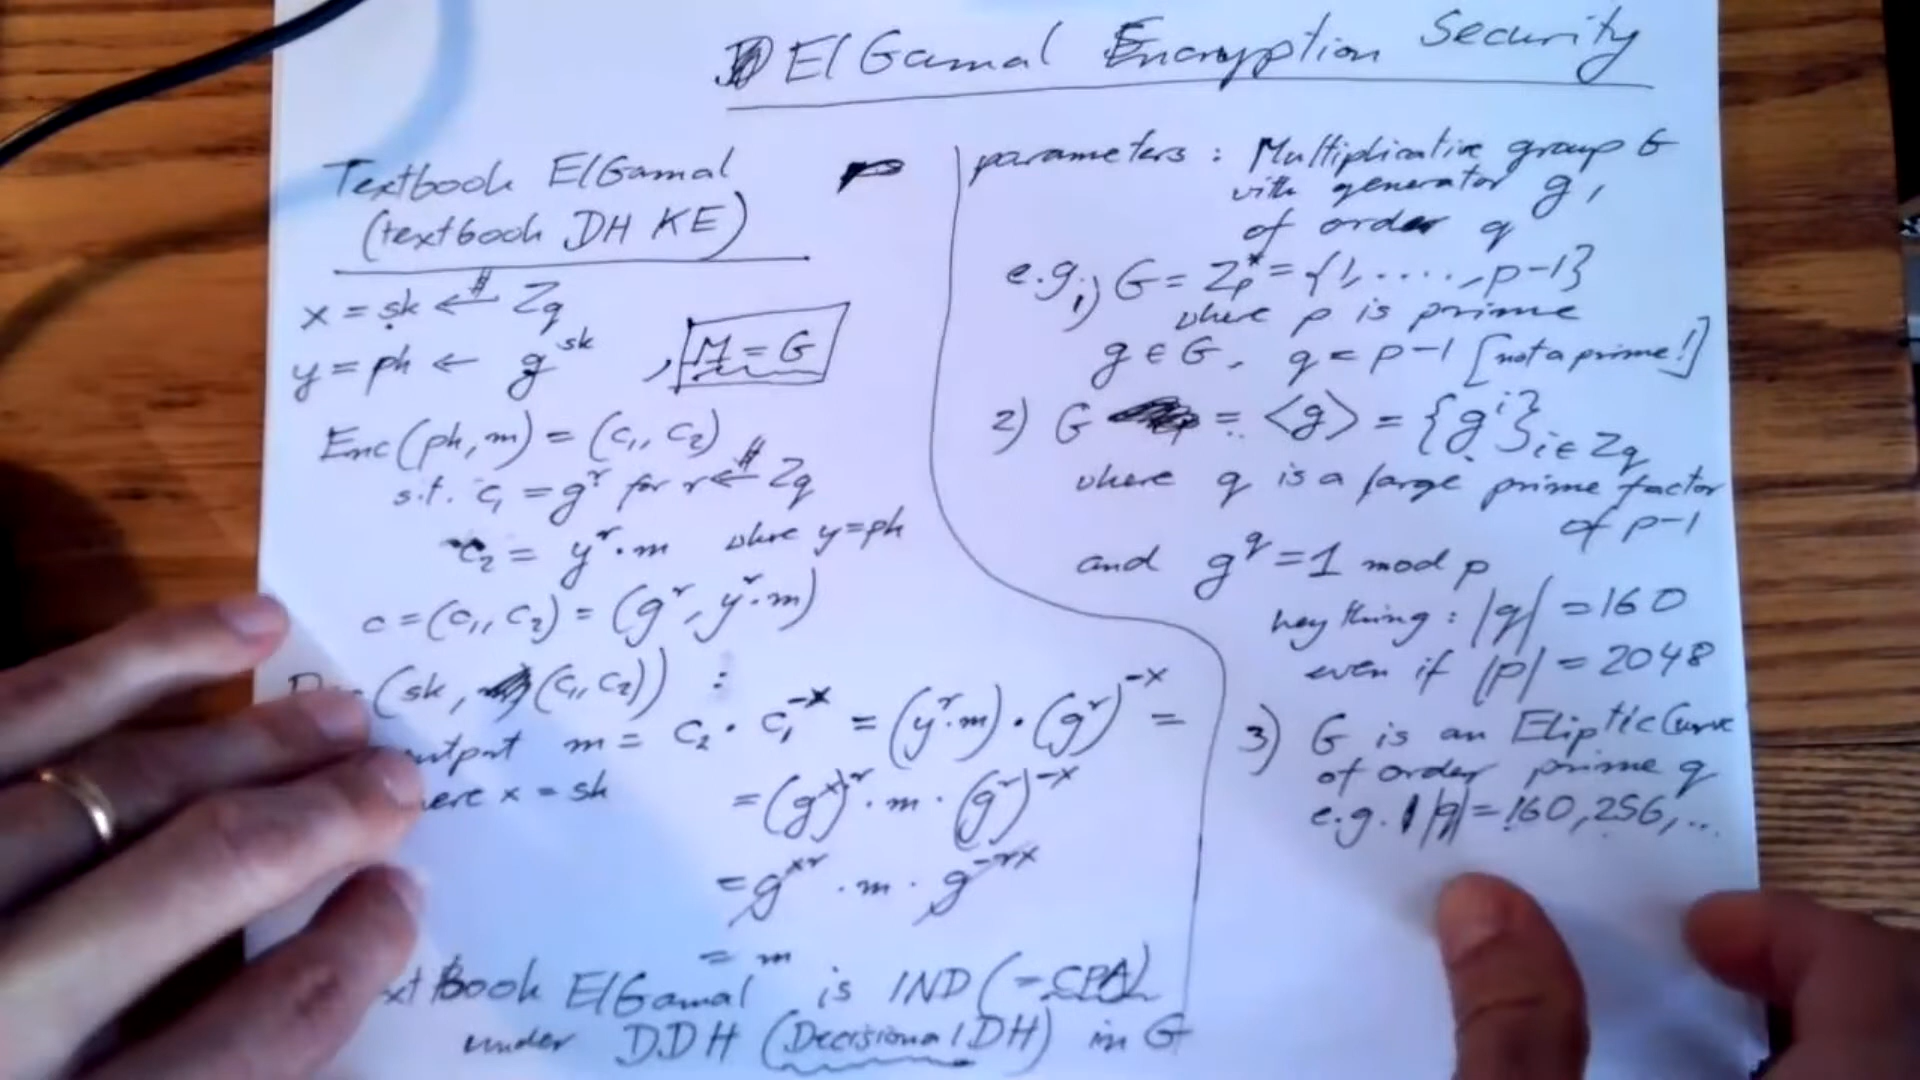 ElGamal Encryption Security
Textbook ElGamal
(textbook DH KE)
x = sk ←$ Zq
y = pk ← g^sk , M = G
Enc(pk, m) = (c₁, c₂)
s.t. c₁ = g^r for r ←$ Zq
c₂ = y^r · m where y = pk
c = (c₁, c₂) = (g^r, y^r · m)
(sk, (c₁, c₂)) :
m = c₂ · c₁^-x = (y^r · m) · (g^r)^-x =
x = sk
= (g^x)^r · m · (g^r)^-x
= g^xr · m · g^-rx
= m
Book ElGamal is IND(-CPA)
under DDH (Decisional DH) in G
parameters : Multiplicative group G
with generator g,
of order q
e.g. 1) G = Zp* = {1, ...., p-1}
where p is prime
g ∈ G, q = p-1 [not a prime!]
2) G = <g> = {g^i} i ∈ Zq
where q is a large prime factor
of p-1
and g^q = 1 mod p
key thing : |q| = 160
even if |p| = 2048
3) G is an Eliptic Curve
of order prime q
e.g. |q| = 160, 256, ...